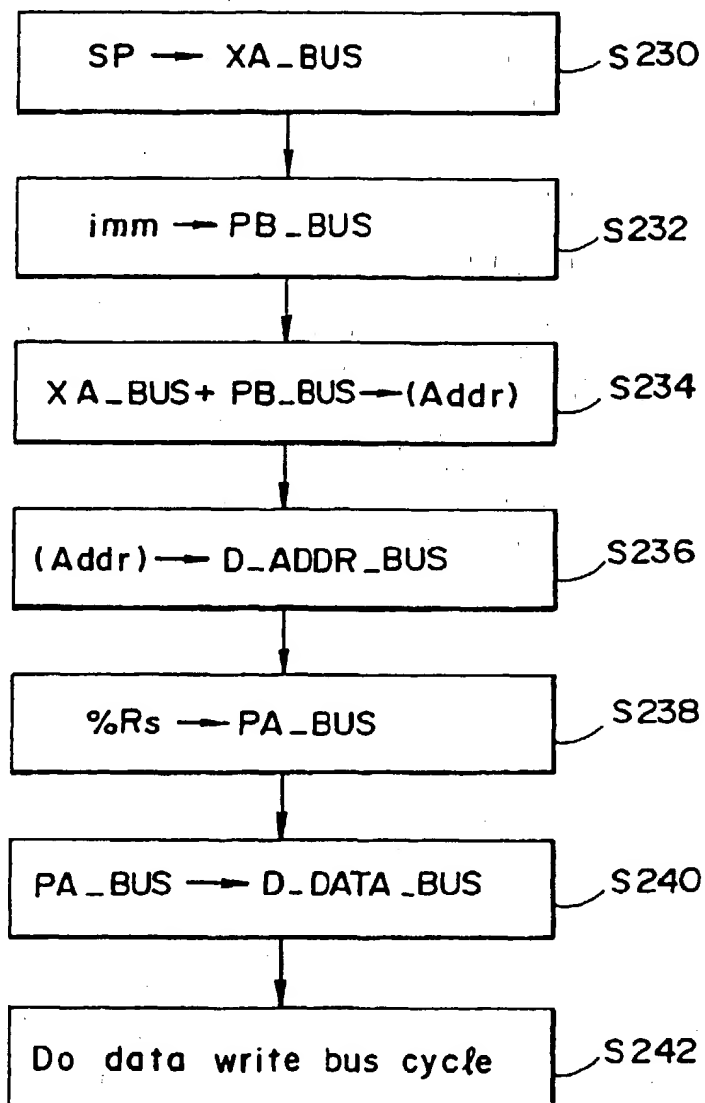 SP → XA_BUS
S230
imm → PB_BUS
S232
XA_BUS + PB_BUS → (Addr)
S234
(Addr) → D_ADDR_BUS
S236
%Rs → PA_BUS
S238
PA_BUS → D_DATA_BUS
S240
Do data write bus cycle
S242